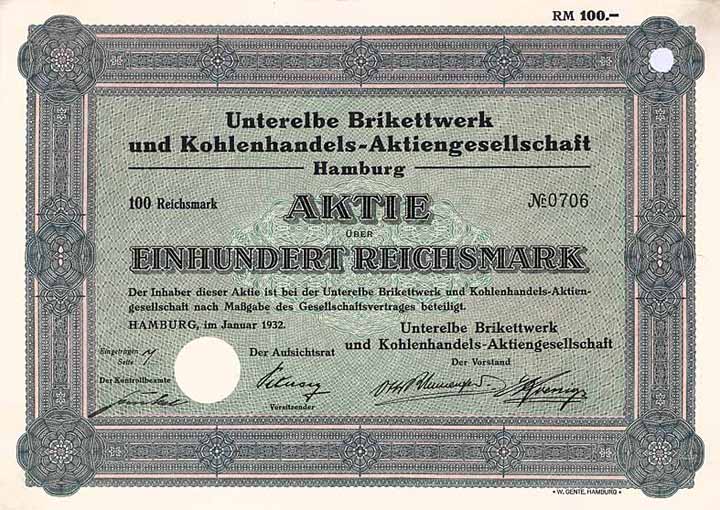 RM 100.–
Unterelbe Brikettwerk
und Kohlenhandels-Aktiengesellschaft
Hamburg
100 Reichsmark
AKTIE
№ 0706
ÜBER
EINHUNDERT REICHSMARK
Der Inhaber dieser Aktie ist bei der Unterelbe Brikettwerk und Kohlenhandels-Aktien-
gesellschaft nach Maßgabe des Gesellschaftsvertrages beteiligt.
HAMBURG, im Januar 1932.
Unterelbe Brikettwerk
und Kohlenhandels-Aktiengesellschaft
Eingetragen
Seite
Der Aufsichtsrat
Der Vorstand
Der Kontrollbeamte
Vorsitzender
* W. GENTE, HAMBURG *